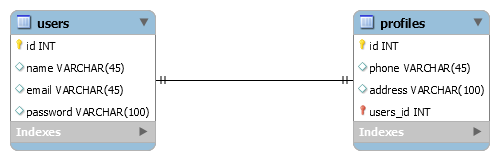 users
id INT
name VARCHAR(45)
email VARCHAR(45)
password VARCHAR(100)
Indexes
profiles
id INT
phone VARCHAR(45)
address VARCHAR(100)
users_id INT
Indexes